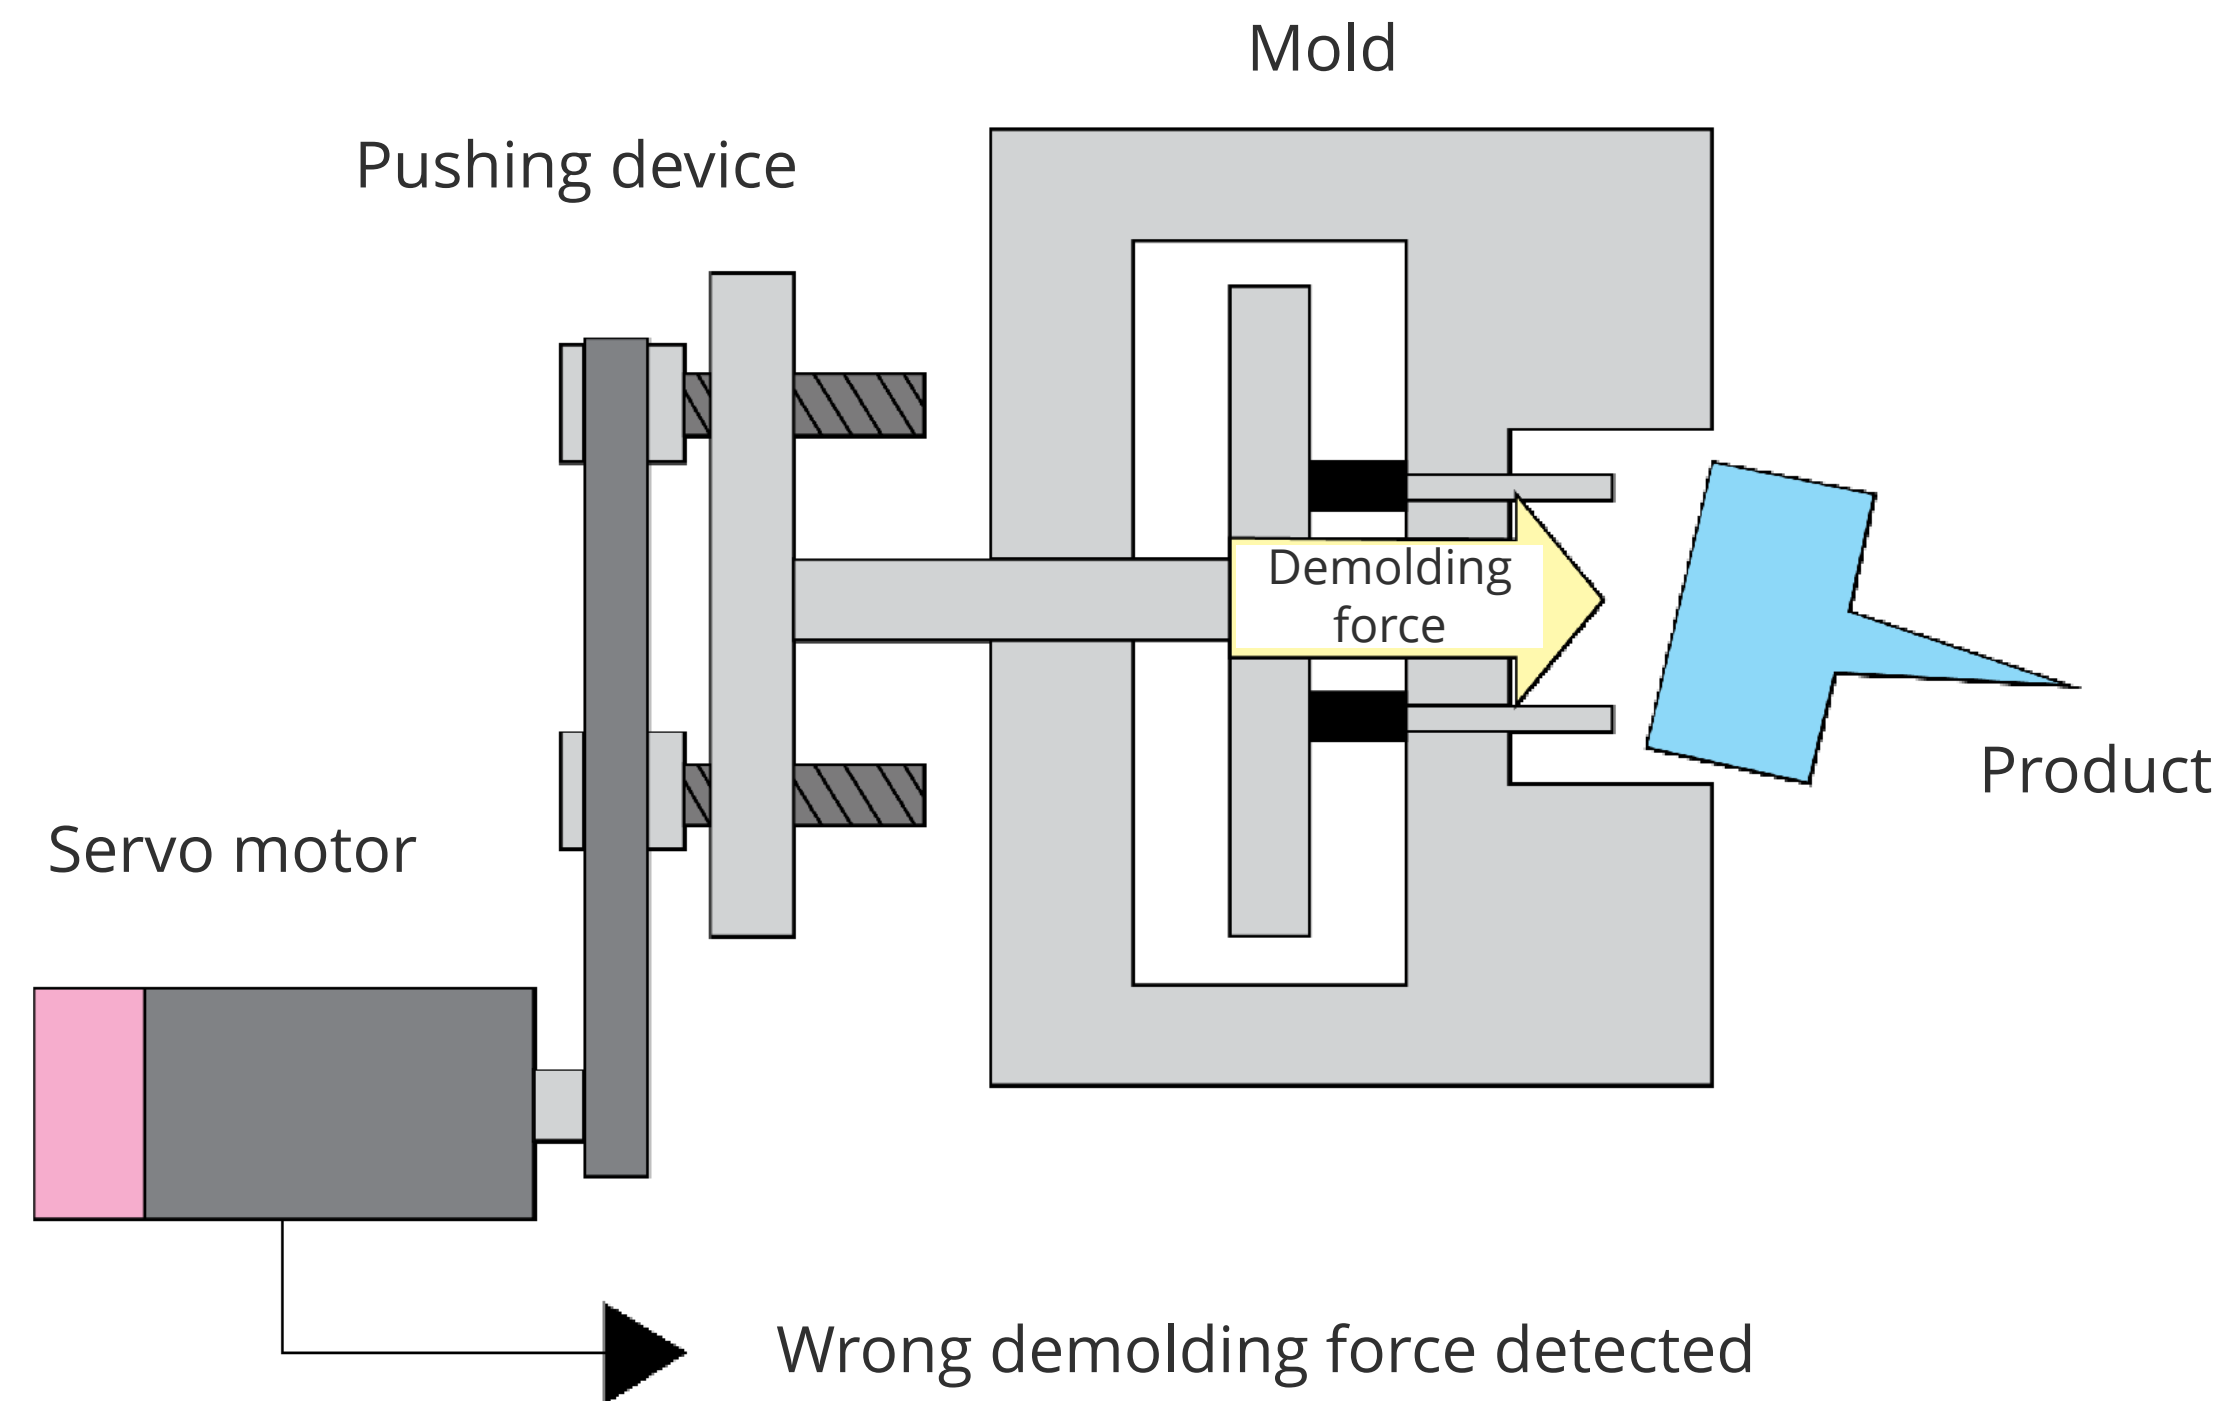 Mold
Pushing device
Demolding
force
Product
Servo motor
Wrong demolding force detected